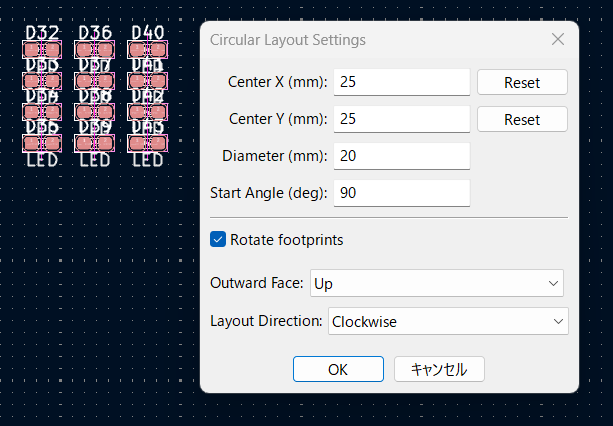 D32 D36 D40
LED LED LED
Circular Layout Settings
Center X (mm): 25 Reset
Center Y (mm): 25 Reset
Diameter (mm): 20
Start Angle (deg): 90
Rotate footprints
Outward Face: Up
Layout Direction: Clockwise
OK キャンセル